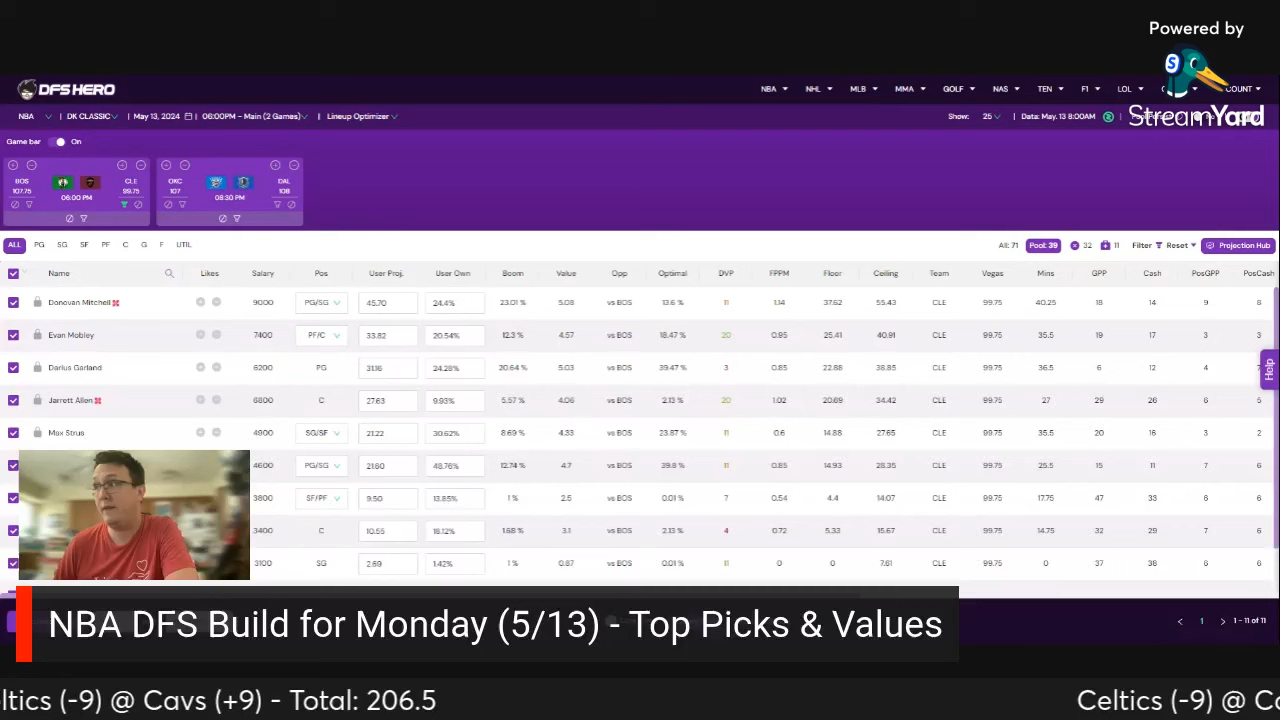 Powered by
StreamYard
DFS HERO
NBA NHL MLB MMA GOLF NAS TEN F1 LOL
NBA DK CLASSIC May 13, 2024 06:00PM - Main (2 Games) Lineup Optimizer Show: 25 Data: May. 13 8:00AM
Game bar On
BOS 107.75 06:00 PM CLE 99.75 OKC 107 08:30 PM DAL 108
ALL PG SG SF PF C G F UTIL All: 71 Pool: 39 32 11 Filter Reset Projection Hub
Name Likes Salary Pos User Proj. User Own Boom Value Opp Optimal DVP FPPM Floor Ceiling Team Vegas Mins GPP Cash PosGPP PosCash
Donovan Mitchell 9000 PG/SG 45.70 24.4% 23.01 % 5.08 vs BOS 13.6 % 11 1.14 37.62 55.43 CLE 99.75 40.25 18 14 9 8
Evan Mobley 7400 PF/C 33.82 20.54% 12.3 % 4.57 vs BOS 18.47 % 20 0.95 25.41 40.91 CLE 99.75 35.5 19 17 3 3
Darius Garland 6200 PG 31.16 24.28% 20.64 % 5.03 vs BOS 39.47 % 3 0.85 22.88 38.85 CLE 99.75 36.5 6 12 4 7
Jarrett Allen 6800 C 27.63 9.93% 5.57 % 4.06 vs BOS 2.13 % 20 1.02 20.69 34.42 CLE 99.75 27 29 26 6 5
Max Strus 4900 SG/SF 21.22 30.62% 8.69 % 4.33 vs BOS 23.87 % 11 0.6 14.88 27.65 CLE 99.75 35.5 20 16 3 2
4600 PG/SG 21.60 48.76% 12.74 % 4.7 vs BOS 39.8 % 11 0.85 14.93 28.35 CLE 99.75 25.5 15 11 7 6
3800 SF/PF 9.50 13.85% 1 % 2.5 vs BOS 0.01 % 7 0.54 4.4 14.07 CLE 99.75 17.75 47 33 6 6
3400 C 10.55 18.12% 1.68 % 3.1 vs BOS 2.13 % 4 0.72 5.33 15.67 CLE 99.75 14.75 32 29 7 6
3100 SG 2.69 1.42% 1 % 0.87 vs BOS 0.01 % 11 0 0 7.81 CLE 99.75 0 37 38 6 6
Help
NBA DFS Build for Monday (5/13) - Top Picks & Values
1 1 - 11 of 11
ltics (-9) @ Cavs (+9) - Total: 206.5 Celtics (-9) @ Ca